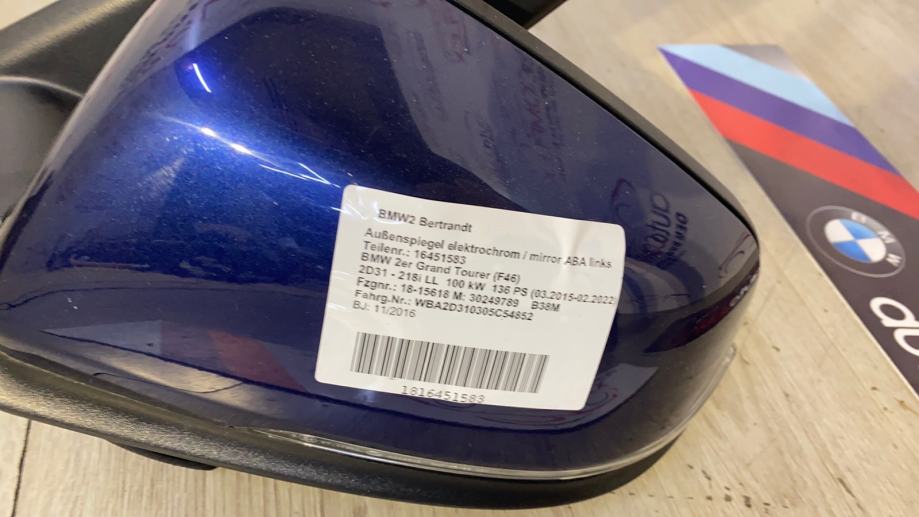 BMW2 Bertrandt
Außenspiegel elektrochrom / mirror ABA links
Teilenr.: 16451583
BMW 2er Grand Tourer (F46)
2D31 - 218i LL 100 kW 136 PS (03.2015-02.2022)
Fzgnr.: 18-15618 M: 30249789 B38M
Fahrg.Nr.: WBA2D310305C54852
BJ: 11/2016
1816451583
BMW